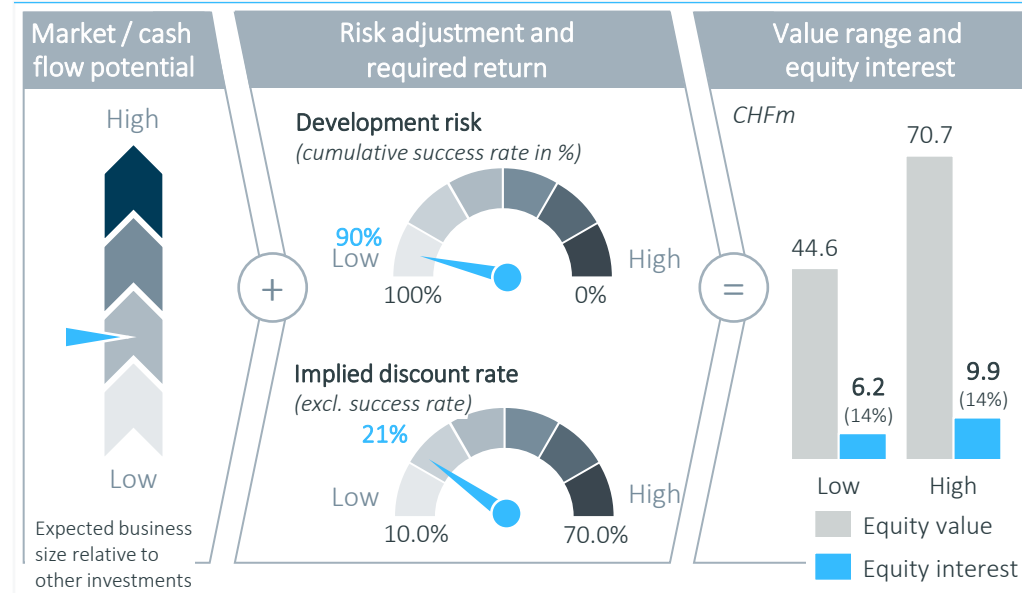 Market / cash
flow potential
Risk adjustment and
required return
Value range and
equity interest
High
Low
Expected business
size relative to
other investments
+
Development risk
(cumulative success rate in %)
90%
Low
High
100%
0%
Implied discount rate
(excl. success rate)
21%
Low
High
10.0%
70.0%
=
CHFm
70.7
44.6
9.9
(14%)
6.2
(14%)
Low
High
Equity value
Equity interest